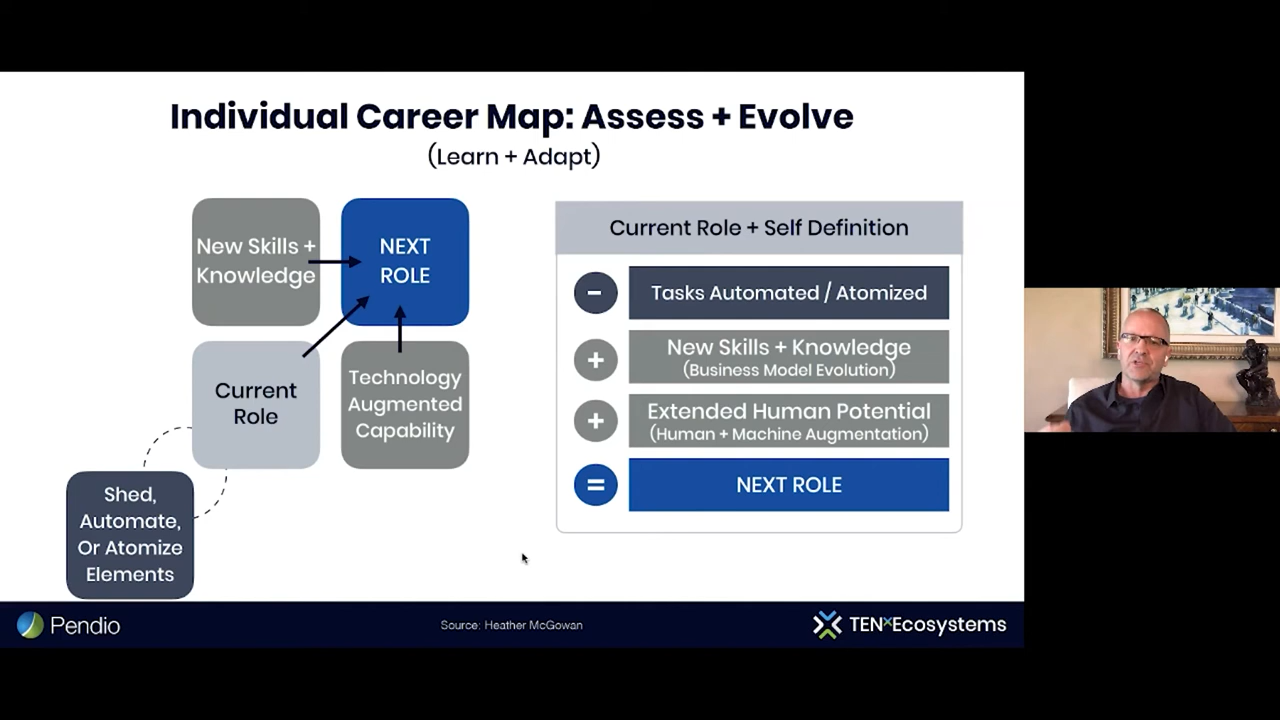 Individual Career Map: Assess + Evolve
(Learn + Adapt)
New Skills +
Knowledge
NEXT
ROLE
Current
Role
Technology
Augmented
Capability
Shed,
Automate,
Or Atomize
Elements
Current Role + Self Definition
−
Tasks Automated / Atomized
+
New Skills + Knowledge
(Business Model Evolution)
+
Extended Human Potential
(Human + Machine Augmentation)
=
NEXT ROLE
Pendio
Source: Heather McGowan
TENxEcosystems